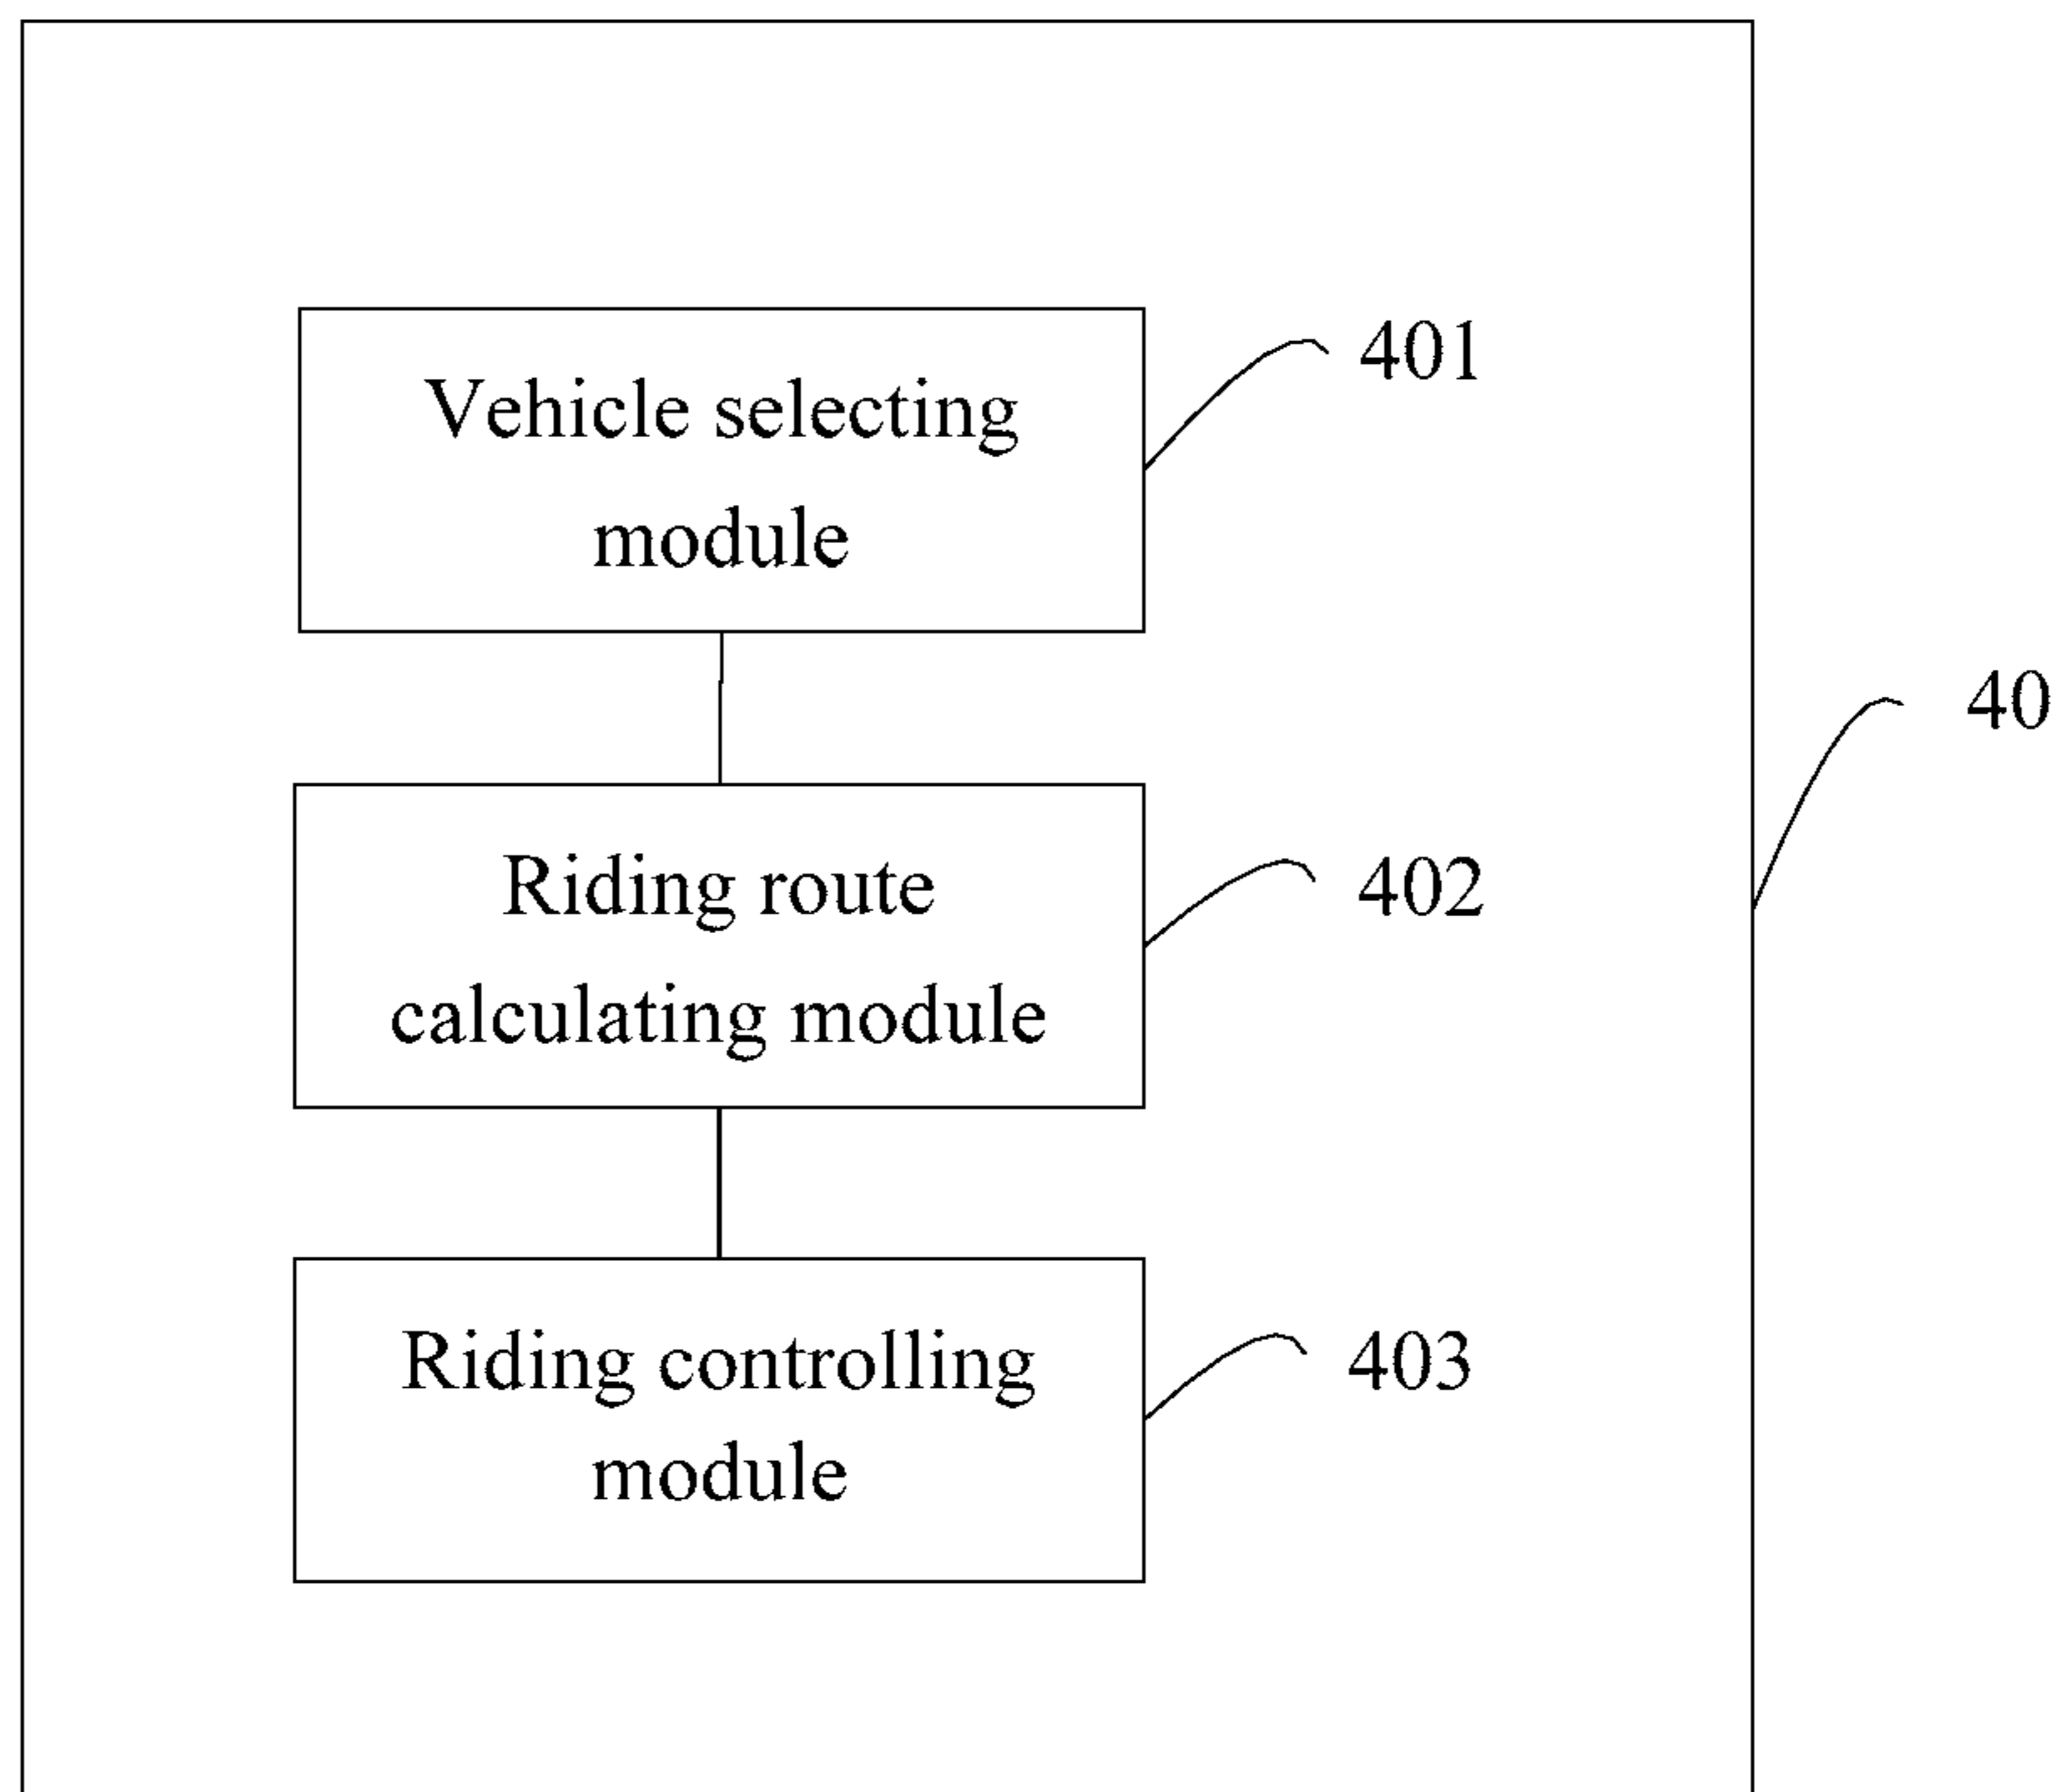 Vehicle selecting
module
401
40
Riding route
calculating module
402
Riding controlling
module
403